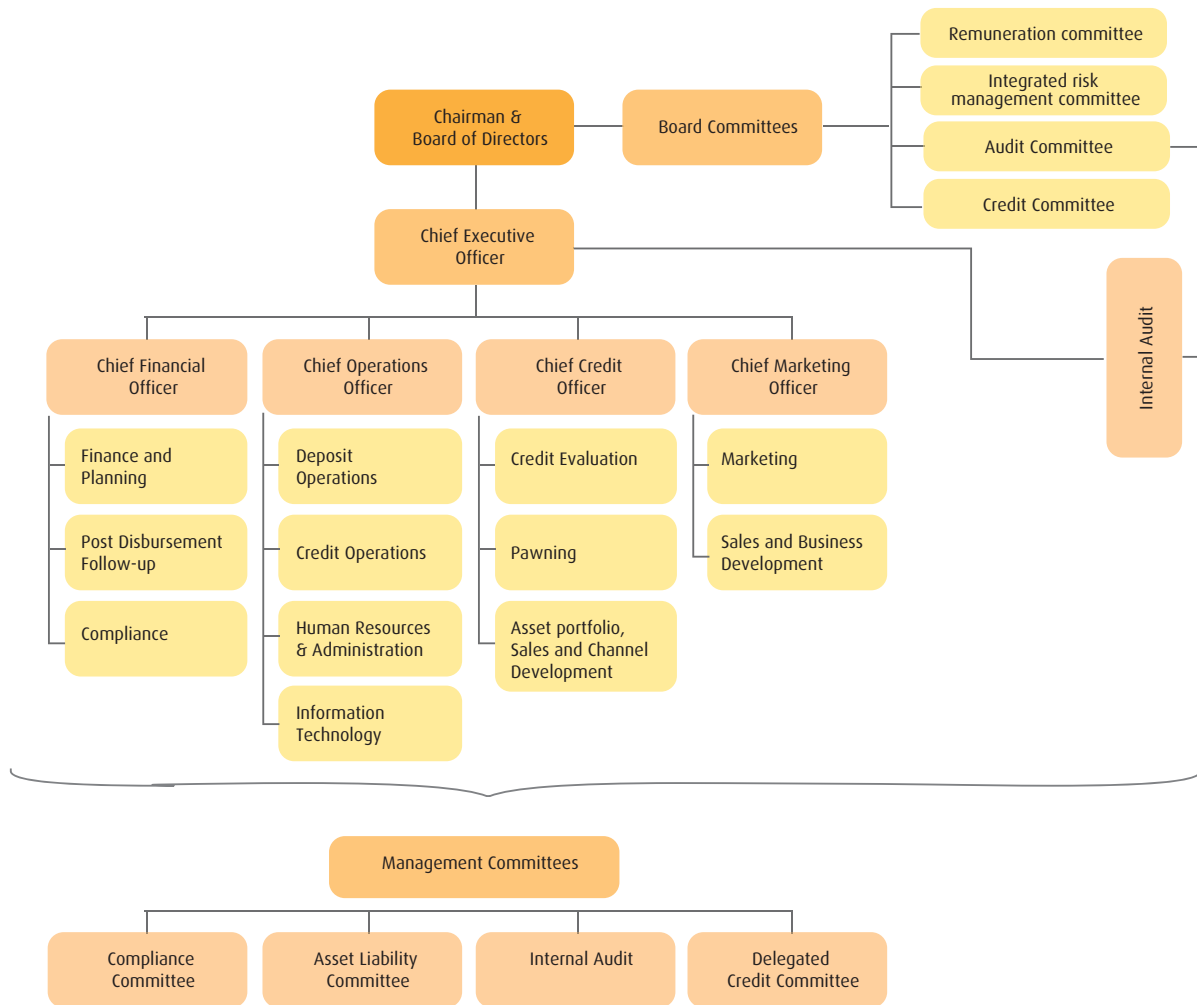 Remuneration committee
Integrated risk
management committee
Chairman &
Board of Directors
Board Committees
Audit Committee
Credit Committee
Chief Executive
Officer
Internal Audit
Chief Financial
Officer
Chief Operations
Officer
Chief Credit
Officer
Chief Marketing
Officer
Finance and
Planning
Deposit
Operations
Credit Evaluation
Marketing
Post Disbursement
Follow-up
Credit Operations
Pawning
Sales and Business
Development
Compliance
Human Resources
& Administration
Asset portfolio,
Sales and Channel
Development
Information
Technology
Management Committees
Compliance
Committee
Asset Liability
Committee
Internal Audit
Delegated
Credit Committee